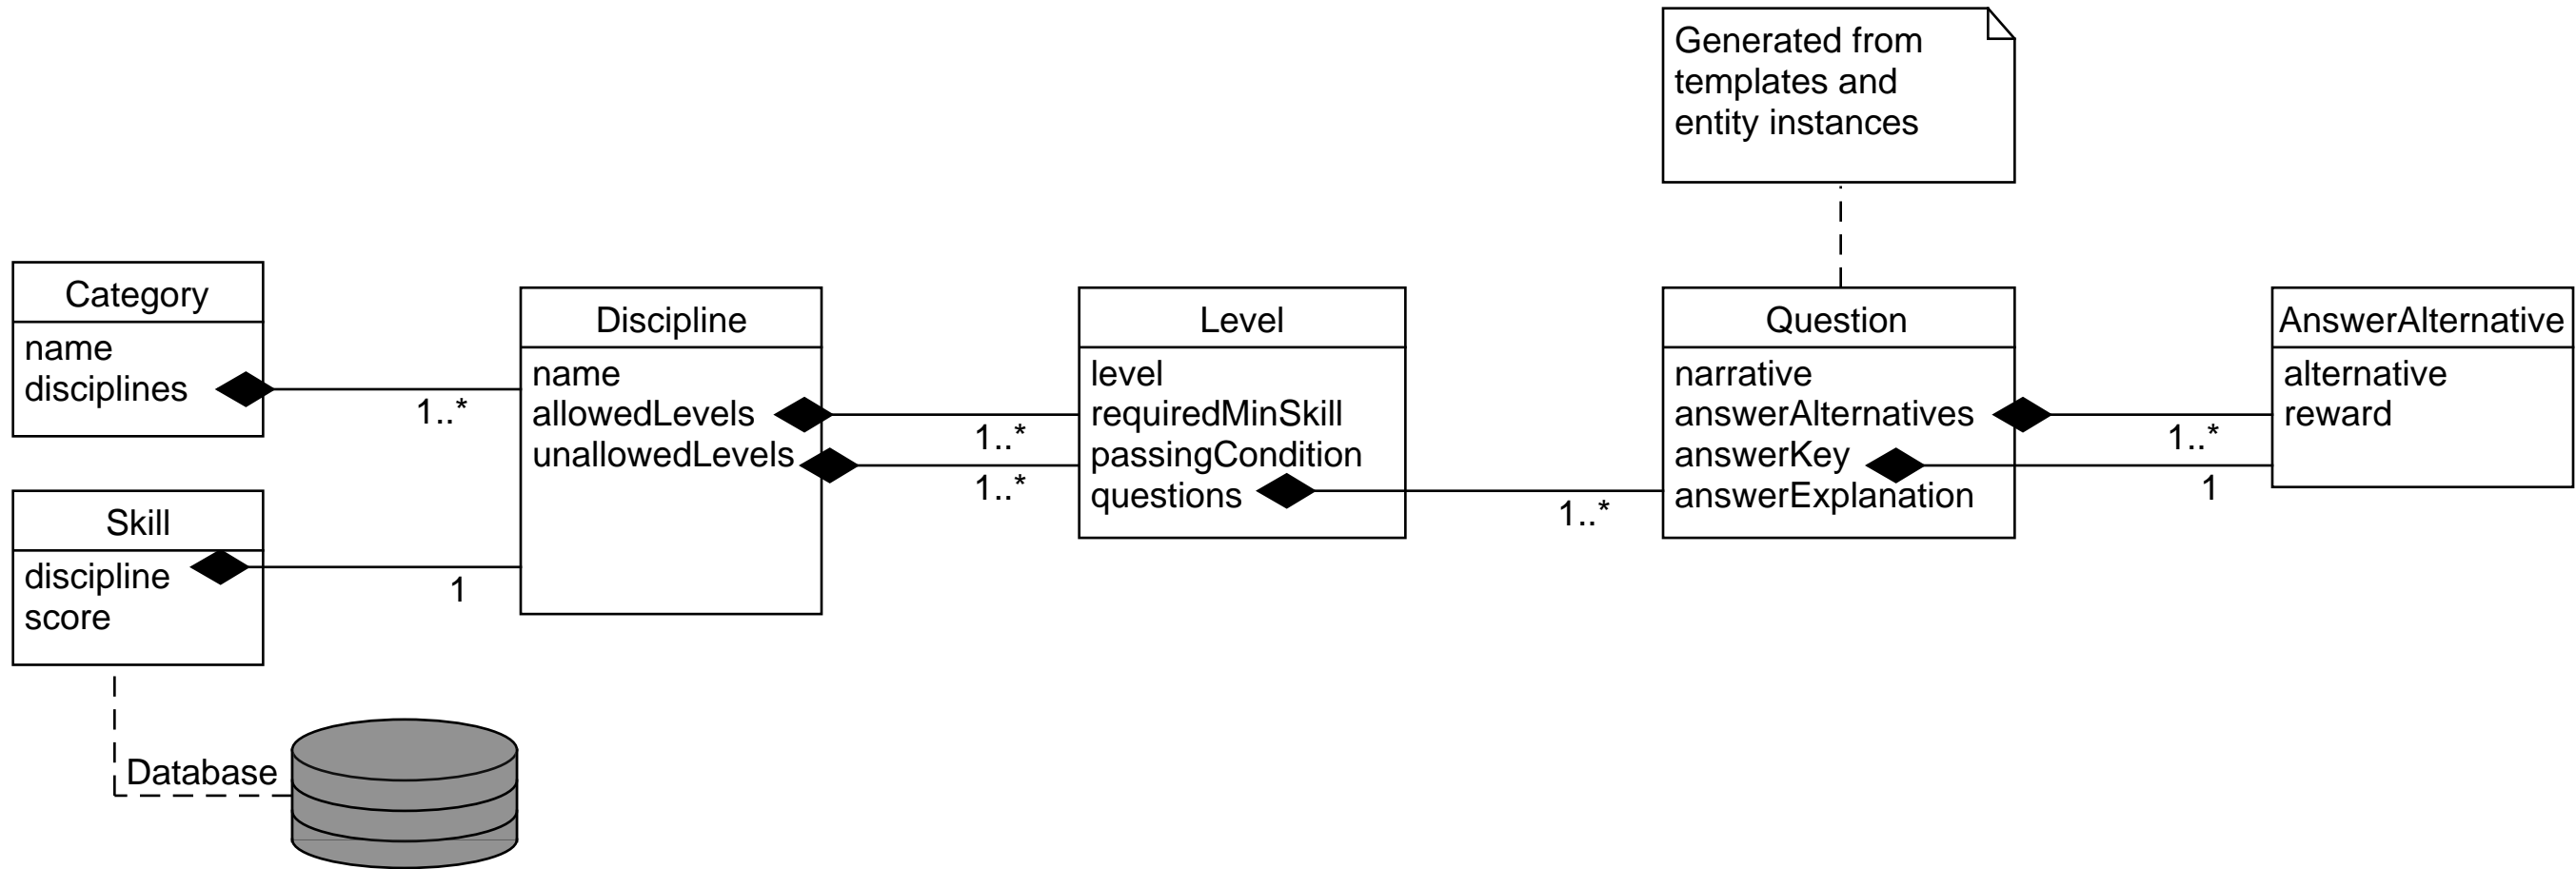 Generated from
templates and
entity instances
Category
name
disciplines
1..*
Skill
discipline
score
1
Database
Discipline
name
allowedLevels
unallowedLevels
1..*
1..*
Level
level
requiredMinSkill
passingCondition
questions
1..*
Question
narrative
answerAlternatives
answerKey
answerExplanation
1..*
1
AnswerAlternative
alternative
reward